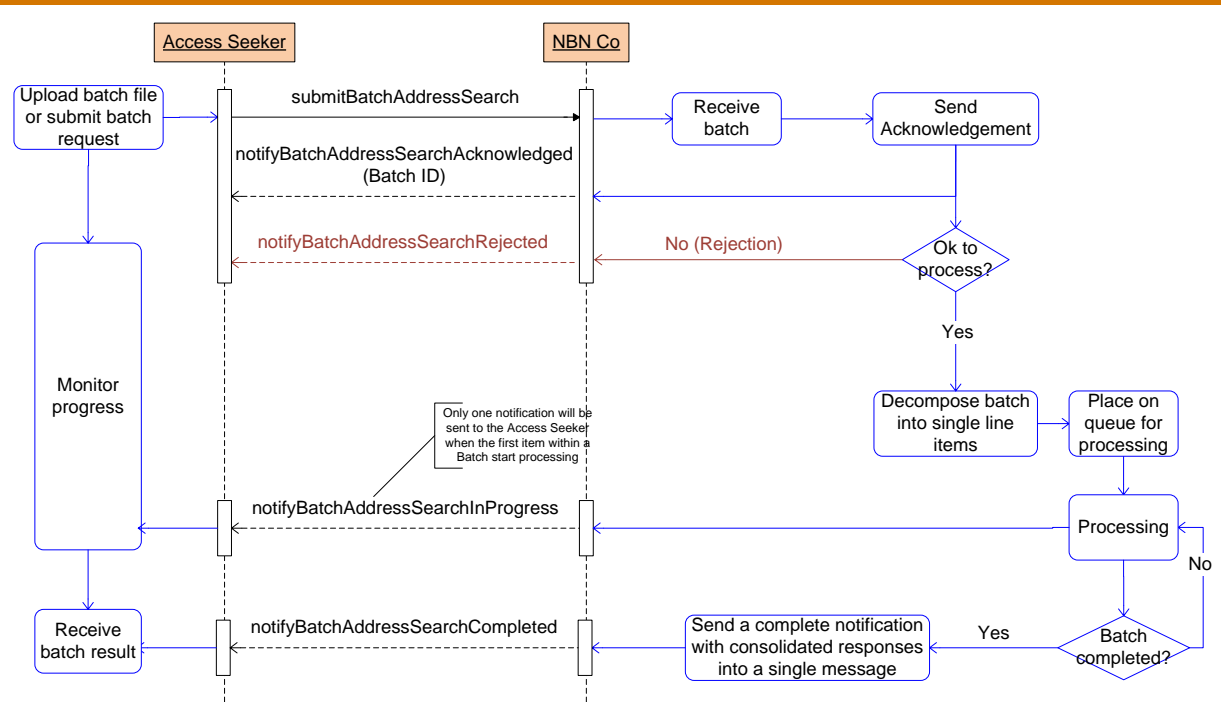 Access Seeker
NBN Co
Upload batch file
or submit batch
request
submitBatchAddressSearch
Receive
batch
Send
Acknowledgement
notifyBatchAddressSearchAcknowledged
(Batch ID)
notifyBatchAddressSearchRejected
No (Rejection)
Ok to
process?
Yes
Monitor
progress
Decompose batch
into single line
items
Place on
queue for
processing
Only one notification will be
sent to the Access Seeker
when the first item within a
Batch start processing
notifyBatchAddressSearchInProgress
Processing
No
Receive
batch result
notifyBatchAddressSearchCompleted
Send a complete notification
with consolidated responses
into a single message
Yes
Batch
completed?